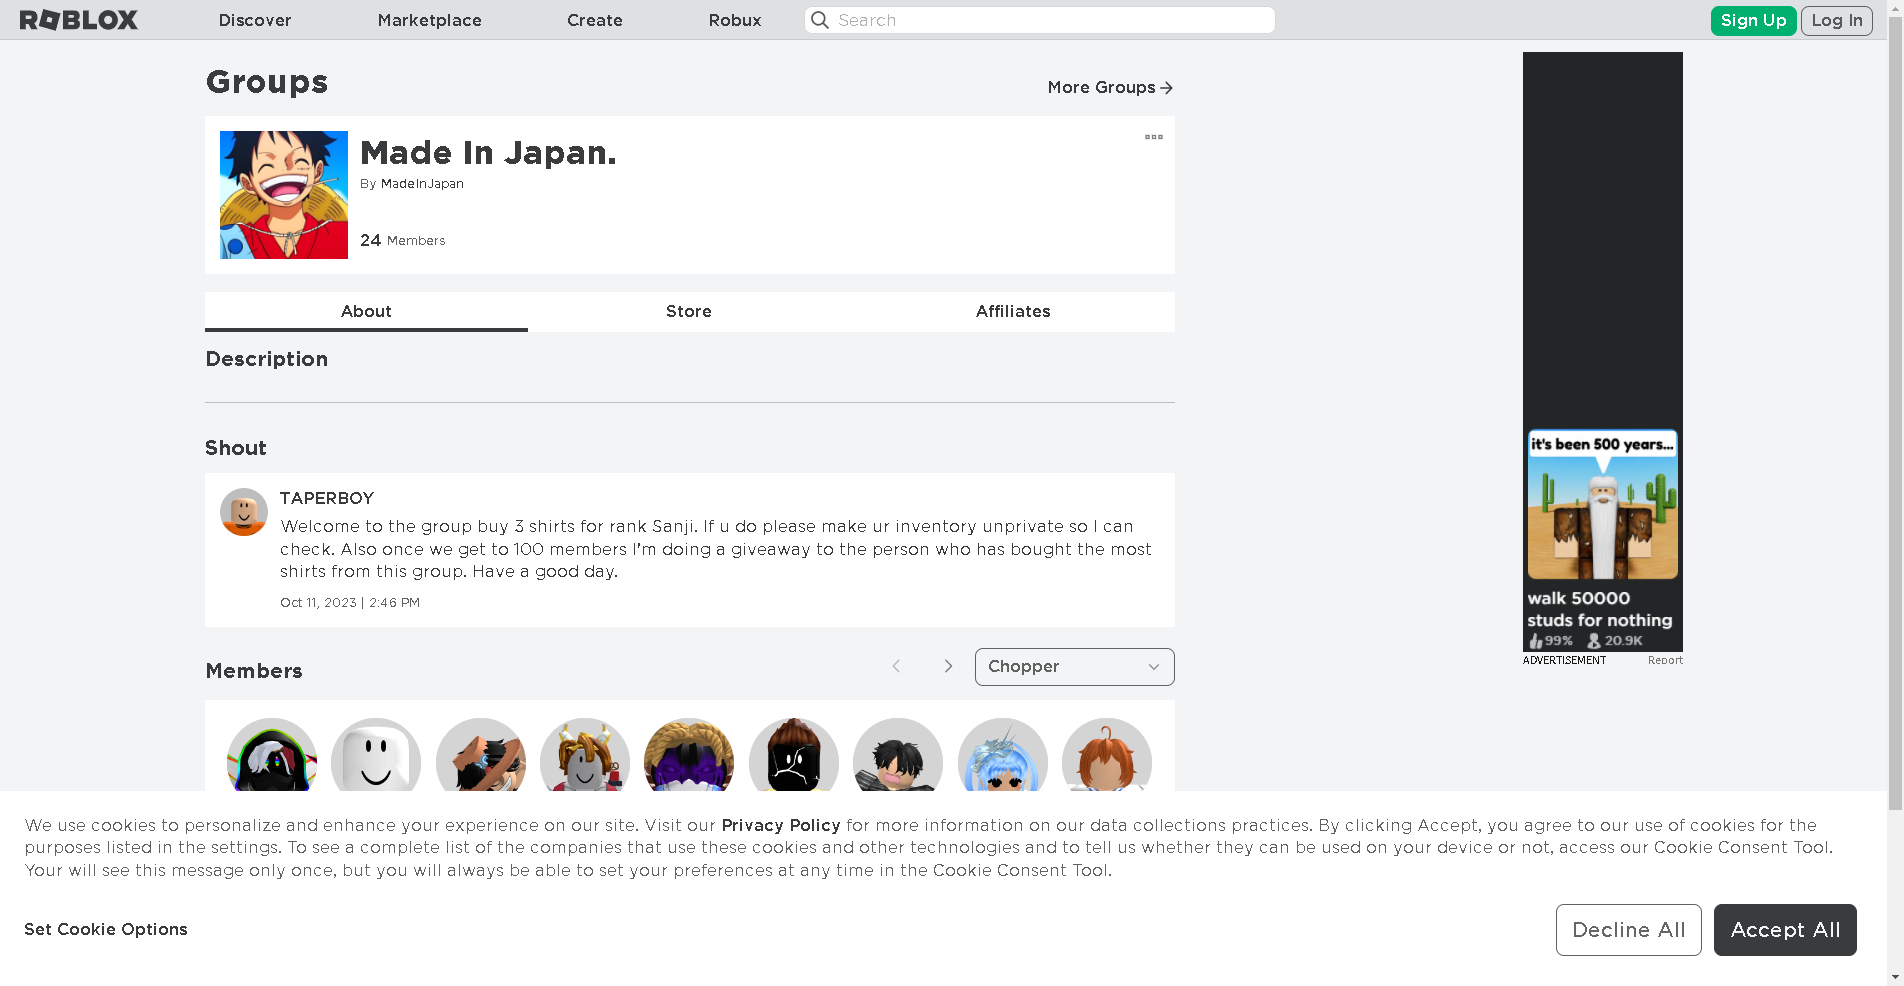 ROBLOX Discover Marketplace Create Robux Search Sign Up Log In
Groups
More Groups
Made In Japan.
By MadeInJapan
24 Members
About Store Affiliates
Description
Shout
TAPERBOY
Welcome to the group buy 3 shirts for rank Sanji. If u do please make ur inventory unprivate so I can
check. Also once we get to 100 members I'm doing a giveaway to the person who has bought the most
shirts from this group. Have a good day.
Oct 11, 2023 | 2:46 PM
Members
Chopper
it's been 500 years...
walk 50000
studs for nothing
99% 20.9K
ADVERTISEMENT Report
We use cookies to personalize and enhance your experience on our site. Visit our Privacy Policy for more information on our data collections practices. By clicking Accept, you agree to our use of cookies for the
purposes listed in the settings. To see a complete list of the companies that use these cookies and other technologies and to tell us whether they can be used on your device or not, access our Cookie Consent Tool.
Your will see this message only once, but you will always be able to set your preferences at any time in the Cookie Consent Tool.
Set Cookie Options
Decline All
Accept All